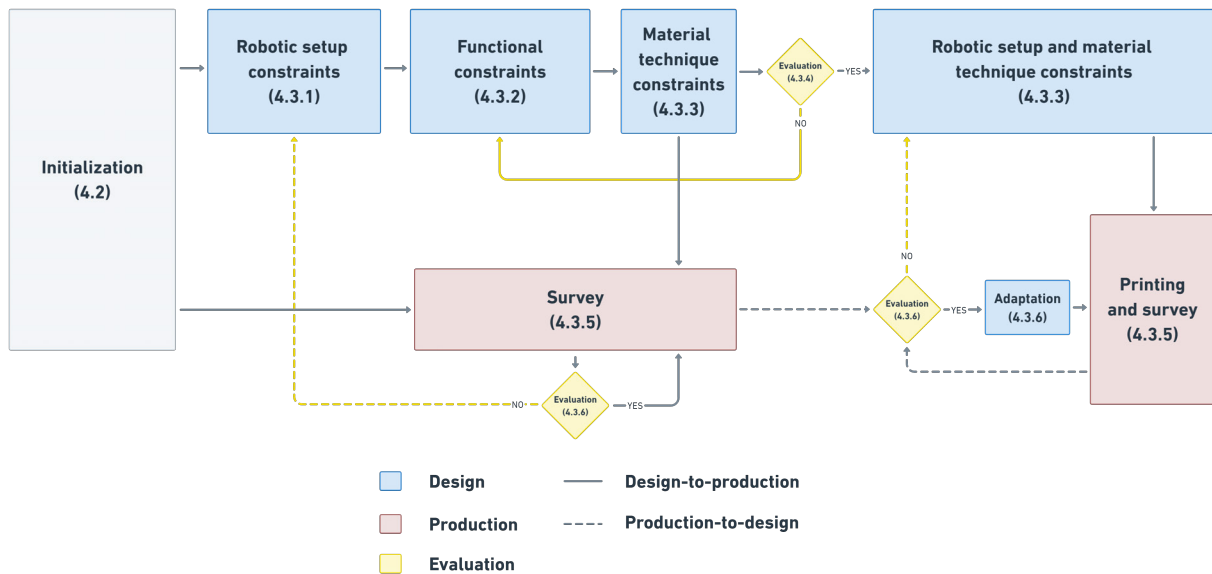 Initialization
(4.2)
Robotic setup
constraints
(4.3.1)
Functional
constraints
(4.3.2)
Material
technique
constraints
(4.3.3)
Evaluation
(4.3.4)
YES
NO
Robotic setup and material
technique constraints
(4.3.3)
Survey
(4.3.5)
Evaluation
(4.3.6)
NO
YES
Evaluation
(4.3.6)
NO
YES
Adaptation
(4.3.6)
Printing
and survey
(4.3.5)
Design
Design-to-production
Production
Production-to-design
Evaluation